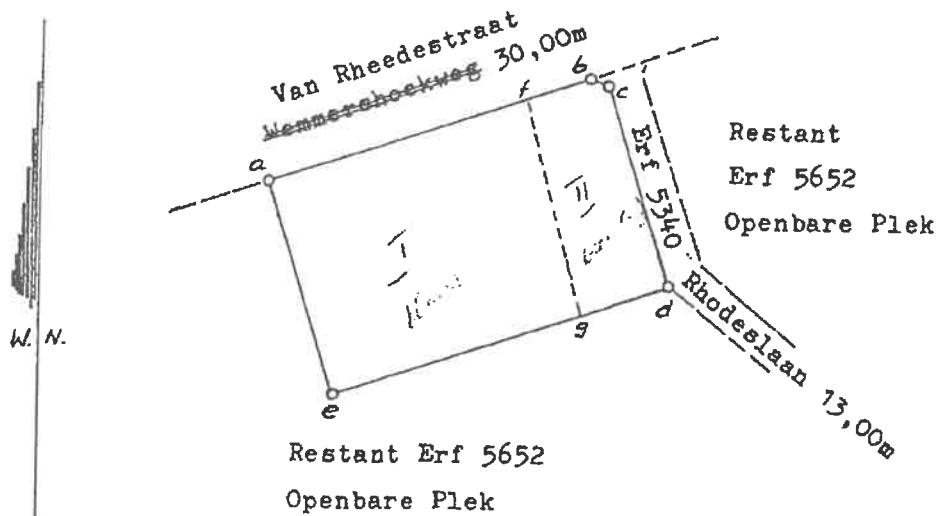 Van Rheedestraat
Wemmershoekweg 30,00m
a
f
b
c
Erf 5340
Restant
Erf 5652
Openbare Plek
I
II
W. N.
g
d
Rhodeslaan 13,00m
e
Restant Erf 5652
Openbare Plek